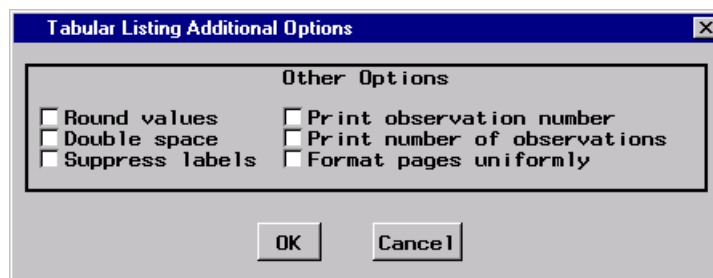 Tabular Listing Additional Options
Other Options
Round values
Print observation number
Double space
Print number of observations
Suppress labels
Format pages uniformly
OK
Cancel